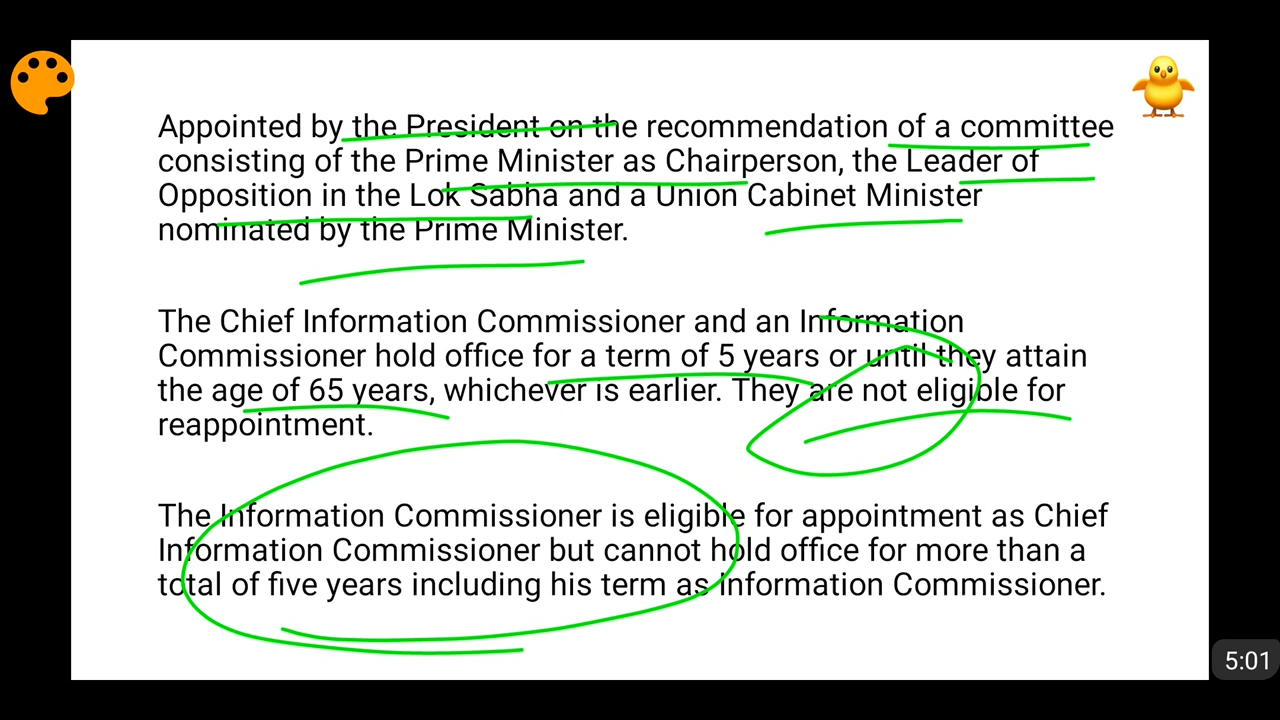 Appointed by the President on the recommendation of a committee
consisting of the Prime Minister as Chairperson, the Leader of
Opposition in the Lok Sabha and a Union Cabinet Minister
nominated by the Prime Minister.
The Chief Information Commissioner and an Information
Commissioner hold office for a term of 5 years or until they attain
the age of 65 years, whichever is earlier. They are not eligible for
reappointment.
The Information Commissioner is eligible for appointment as Chief
Information Commissioner but cannot hold office for more than a
total of five years including his term as Information Commissioner.
5:01